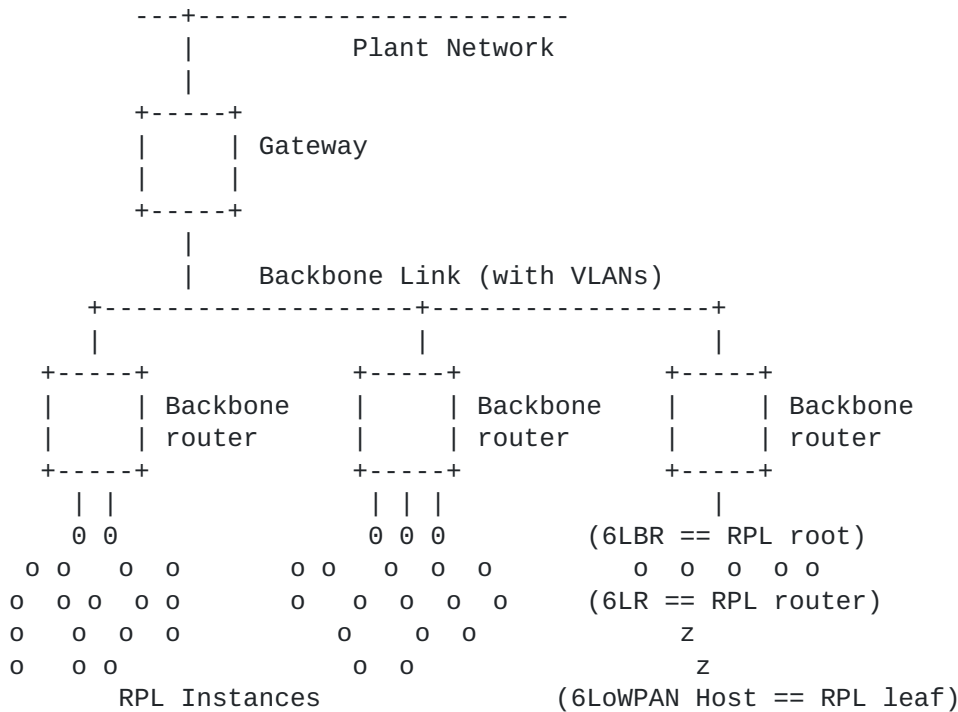 Plant Network
Gateway
Backbone Link (with VLANs)
Backbone Backbone Backbone
router router router
0 0 0 0 0 (6LBR == RPL root)
o o o o o o o o o o o o o o
o o o o o o o o o o (6LR == RPL router)
o o o o o o o z
o o o o o z
RPL Instances (6LoWPAN Host == RPL leaf)